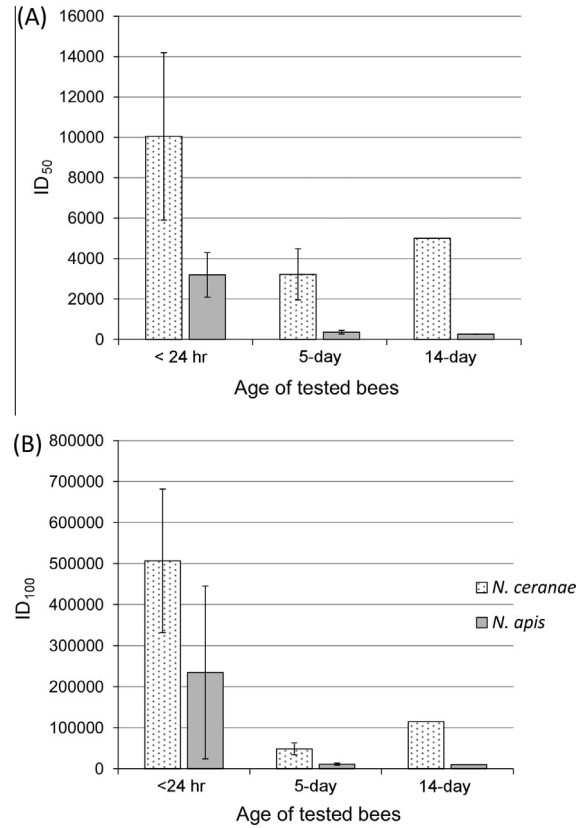 (A)
16000
14000
12000
10000
8000
6000
4000
2000
0
ID50
< 24 hr 5-day 14-day
Age of tested bees
(B)
800000
700000
600000
500000
400000
300000
200000
100000
0
ID100
N. ceranae
N. apis
<24 hr 5-day 14-day
Age of tested bees